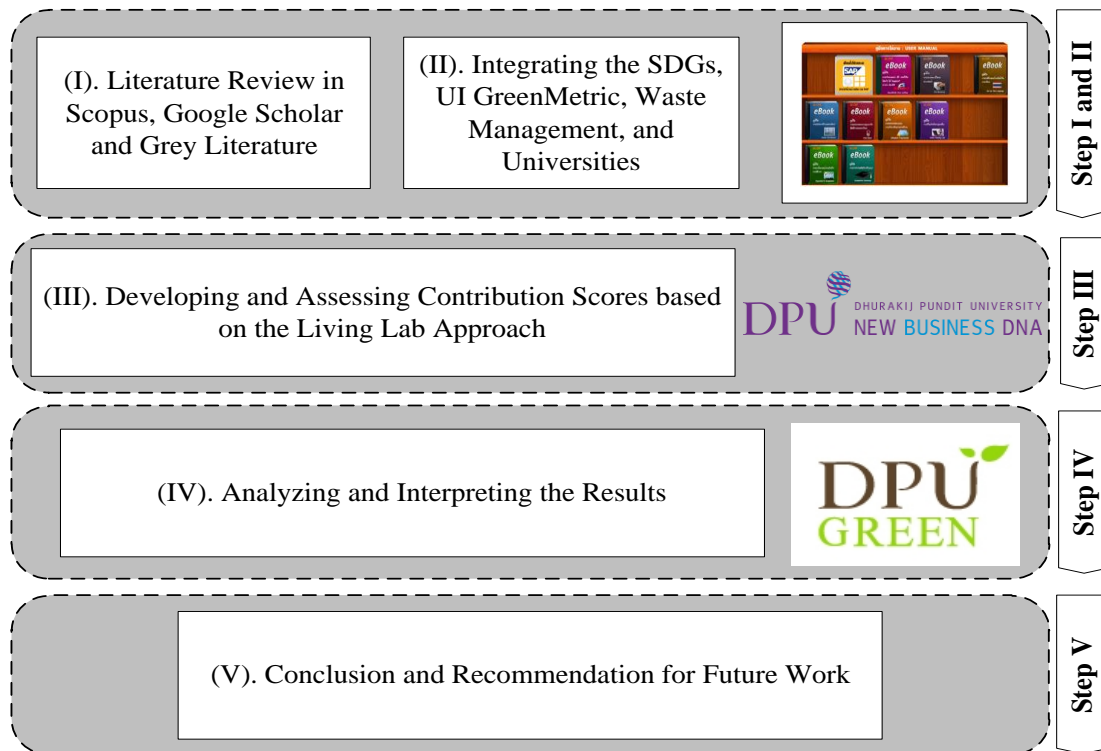 (I). Literature Review in
Scopus, Google Scholar
and Grey Literature
(II). Integrating the SDGs,
UI GreenMetric, Waste
Management, and
Universities
USER MANUAL
SAP
eBook
eBook
eBook
eBook
eBook
eBook
eBook
eBook
eBook
Step I and II
(III). Developing and Assessing Contribution Scores based
on the Living Lab Approach
DPU
DHURAKIJ PUNDIT UNIVERSITY
NEW BUSINESS DNA
Step III
(IV). Analyzing and Interpreting the Results
DPU
GREEN
Step IV
(V). Conclusion and Recommendation for Future Work
Step V